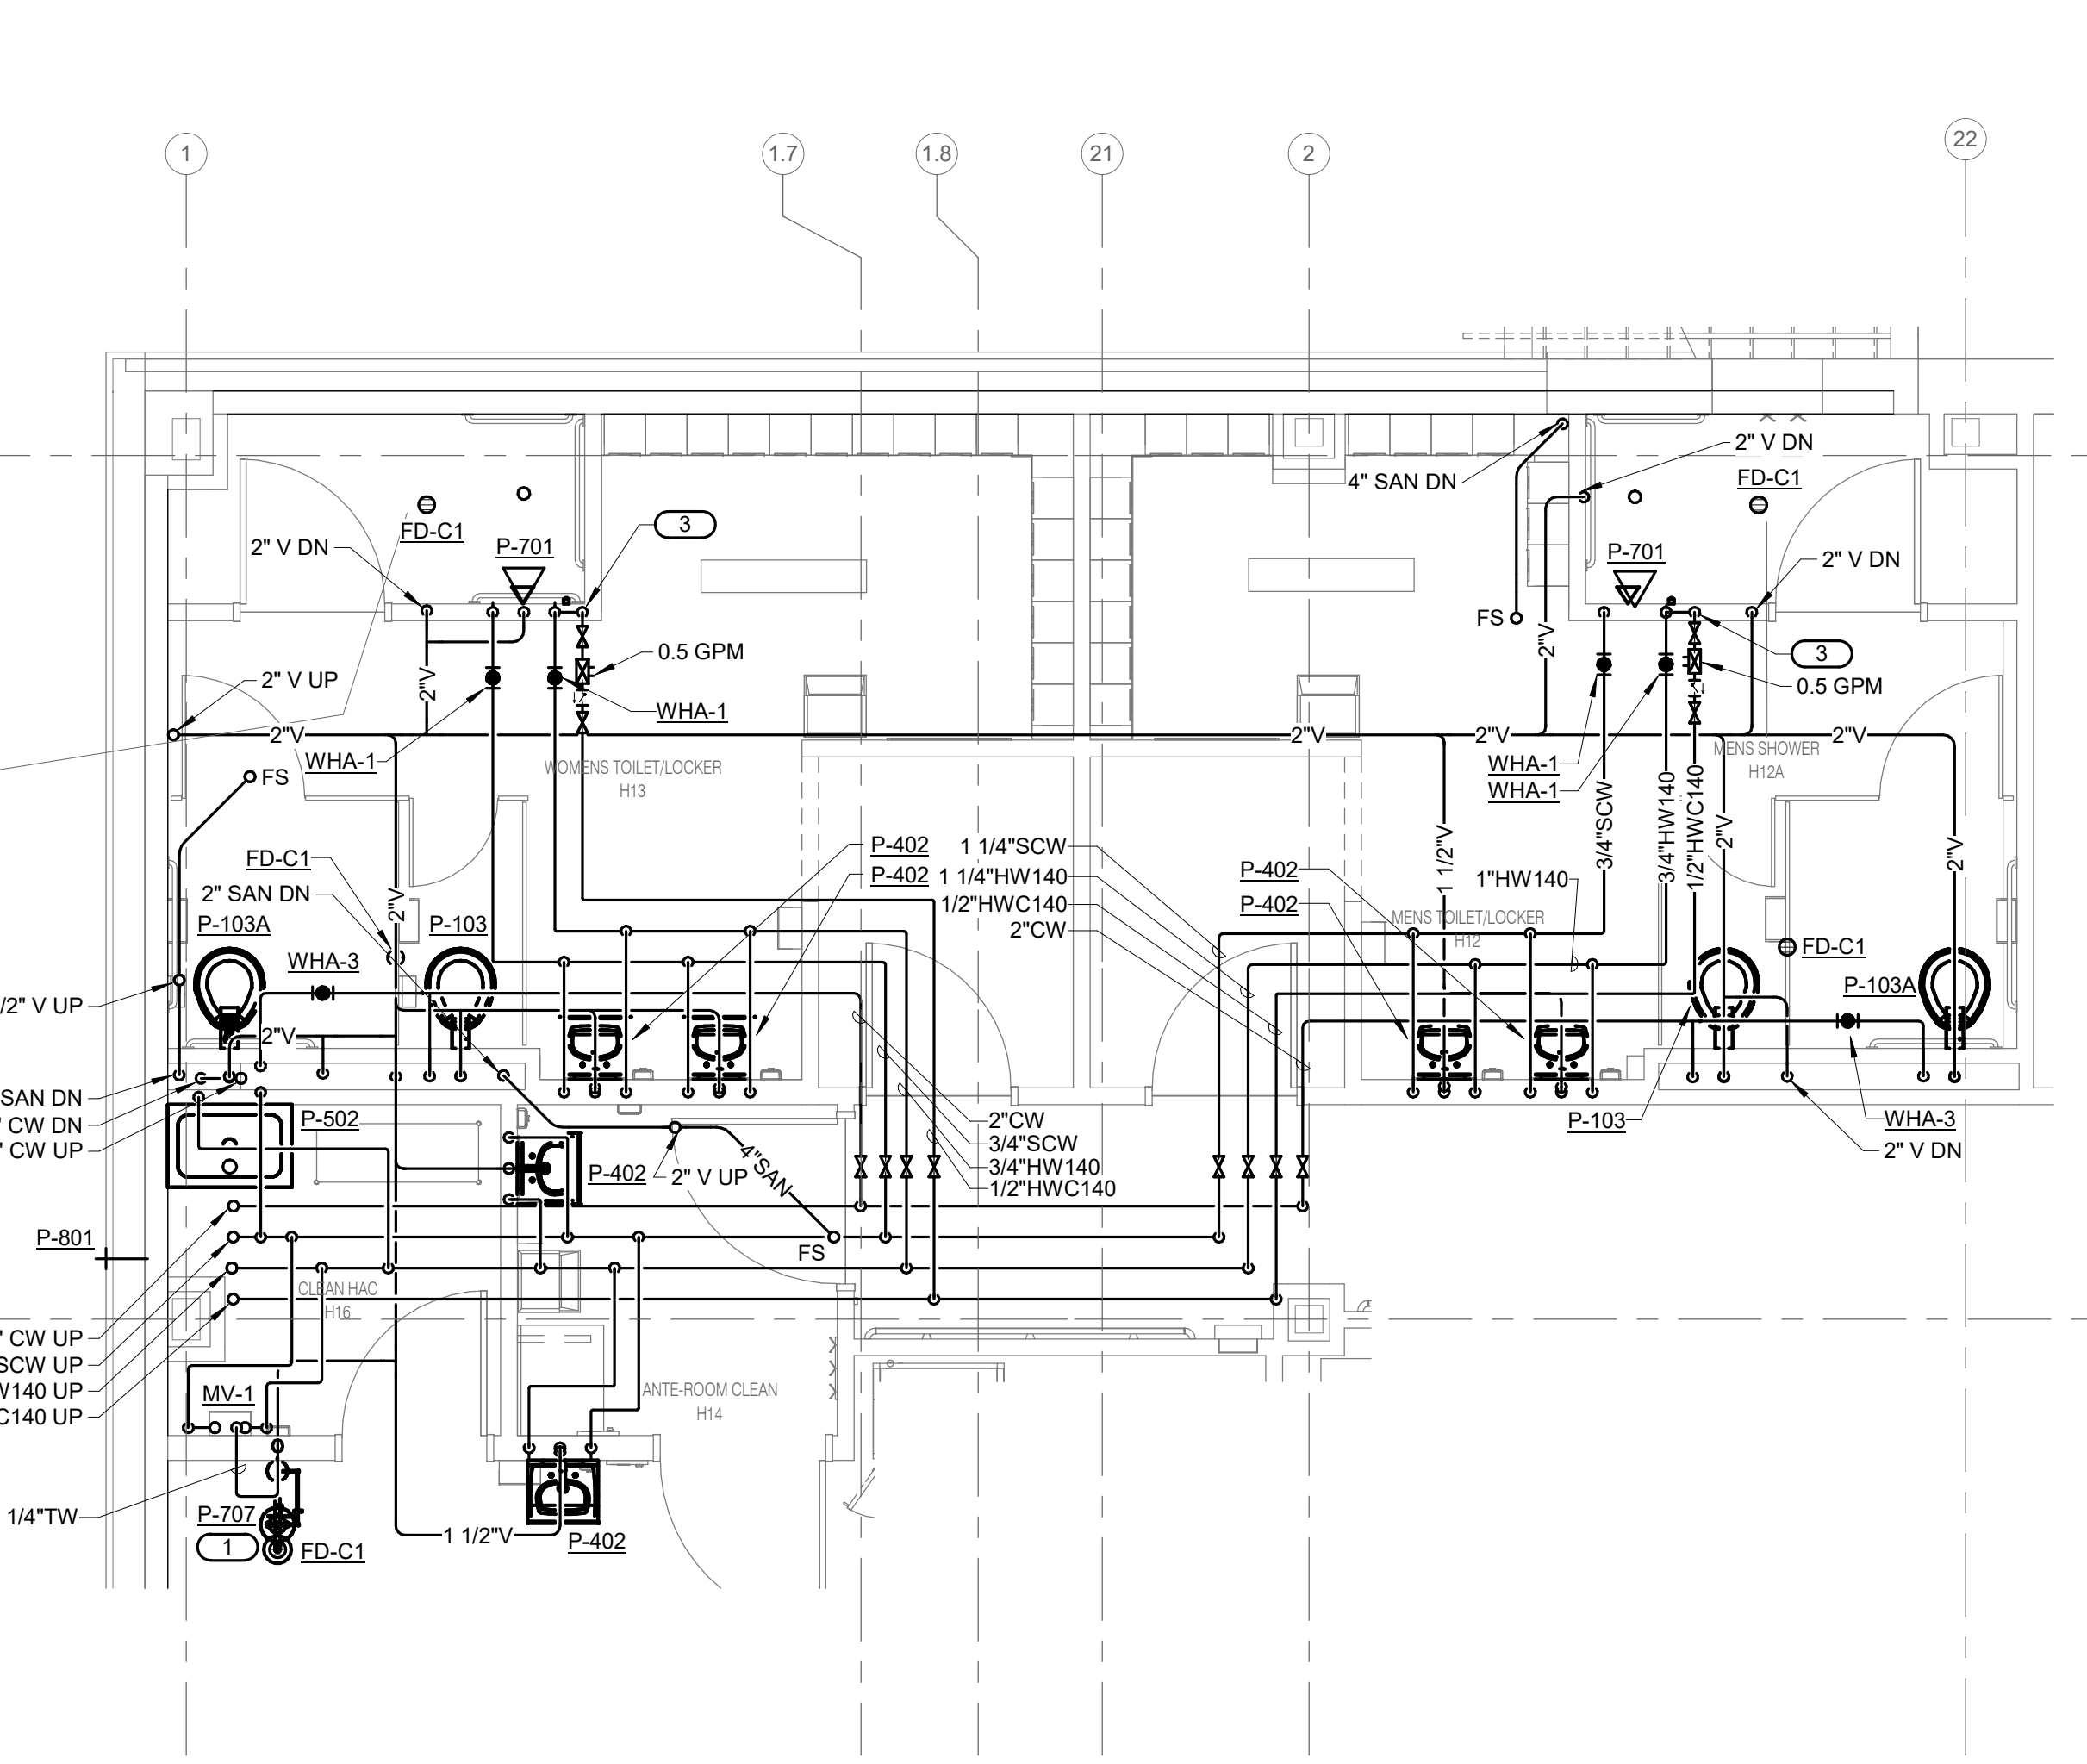 1
1.7
1.8
21
2
22
2" V DN
4" SAN DN
FD-C1
FD-C1
3
2" V DN
P-701
P-701
2" V DN
FS
2"V
3
0.5 GPM
2" V UP
2"V
0.5 GPM
WHA-1
2"V
2"V
2"V
2"V
WHA-1
WOMENS TOILET/LOCKER
H13
MENS SHOWER
H12A
FS
WHA-1
WHA-1
3/4"SCW
3/4"HW140
1/2"HWC140
2"V
2"V
1 1/2"V
P-402
P-402
1 1/4"SCW
1 1/4"HW140
1/2"HWC140
2"CW
FD-C1
2" SAN DN
2"V
P-402
P-402
1"HW140
MENS TOILET/LOCKER
H12
P-103A
P-103
WHA-3
FD-C1
P-103A
/2" V UP
2"V
SAN DN
" CW DN
" CW UP
P-502
2"CW
3/4"SCW
3/4"HW140
1/2"HWC140
P-103
WHA-3
2" V DN
P-402
2" V UP
4"SAN
FS
P-801
CLEAN HAC
H16
" CW UP
SCW UP
W140 UP
C140 UP
MV-1
ANTE-ROOM CLEAN
H14
1/4"TW
P-707
1
FD-C1
1 1/2"V
P-402